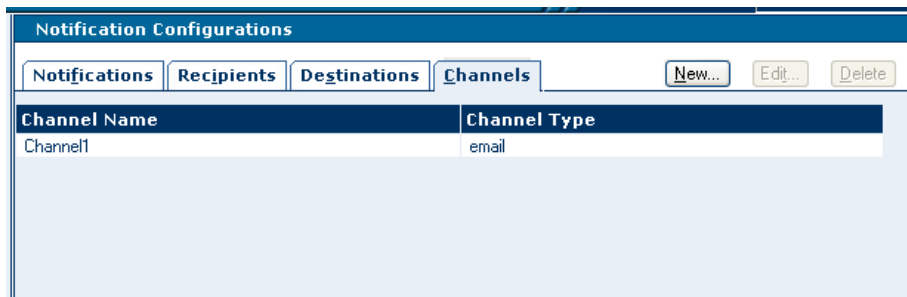 Notification Configurations
Notifications Recipients Destinations Channels New... Edit... Delete
Channel Name Channel Type
Channel1 email